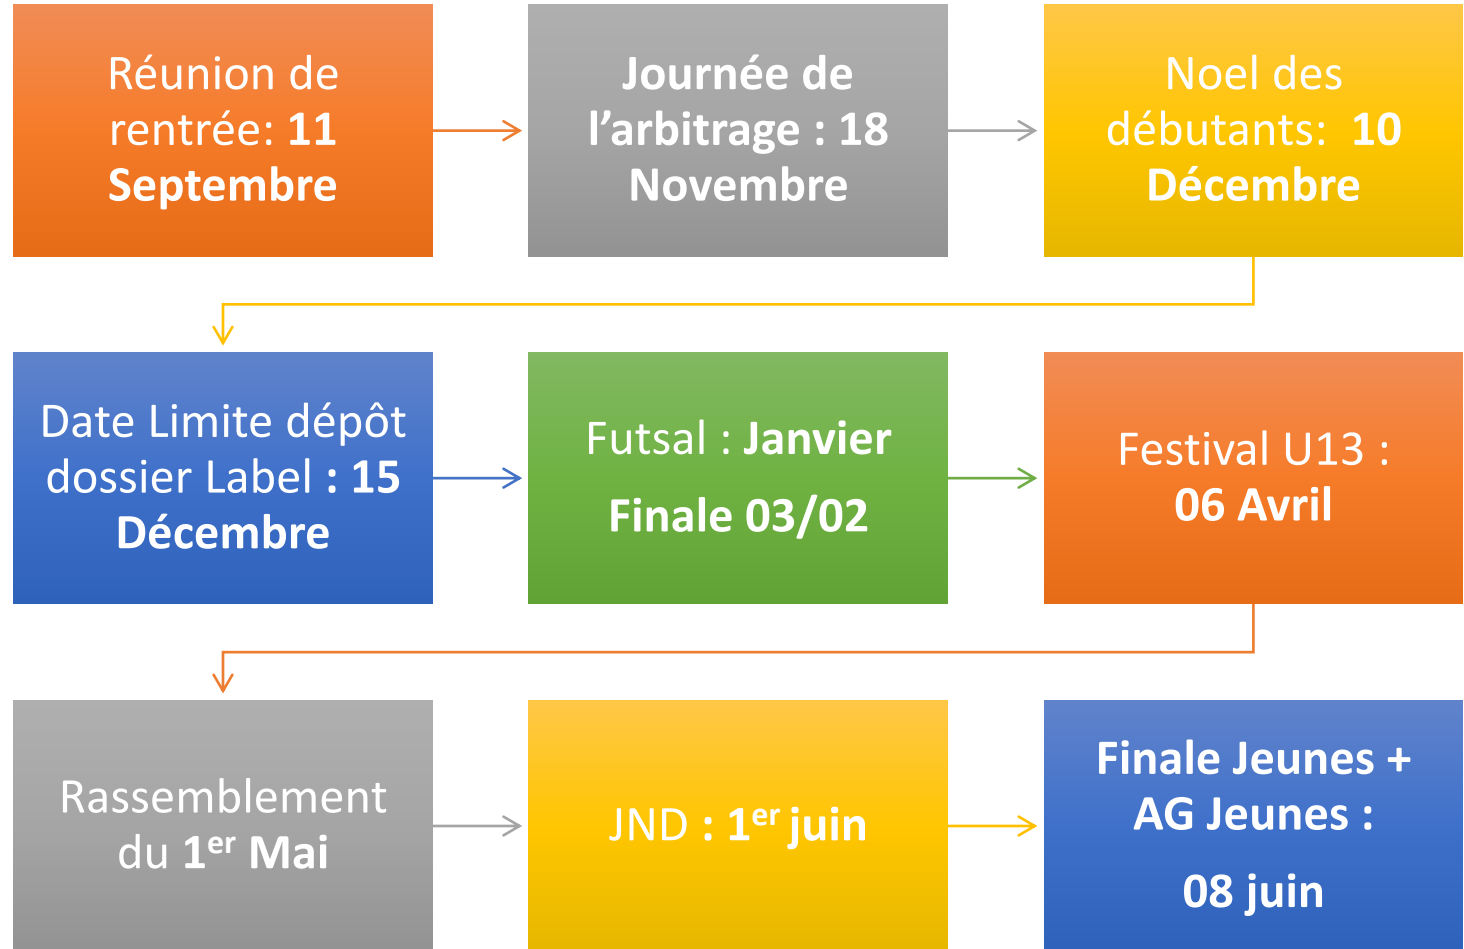 Réunion de
rentrée: 11
Septembre
Journée de
l’arbitrage : 18
Novembre
Noel des
débutants:  10
Décembre
Date Limite dépôt
dossier Label : 15
Décembre
Futsal : Janvier
Finale 03/02
Festival U13 :
06 Avril
Rassemblement
du 1er Mai
JND : 1er juin
Finale Jeunes +
AG Jeunes :
08 juin